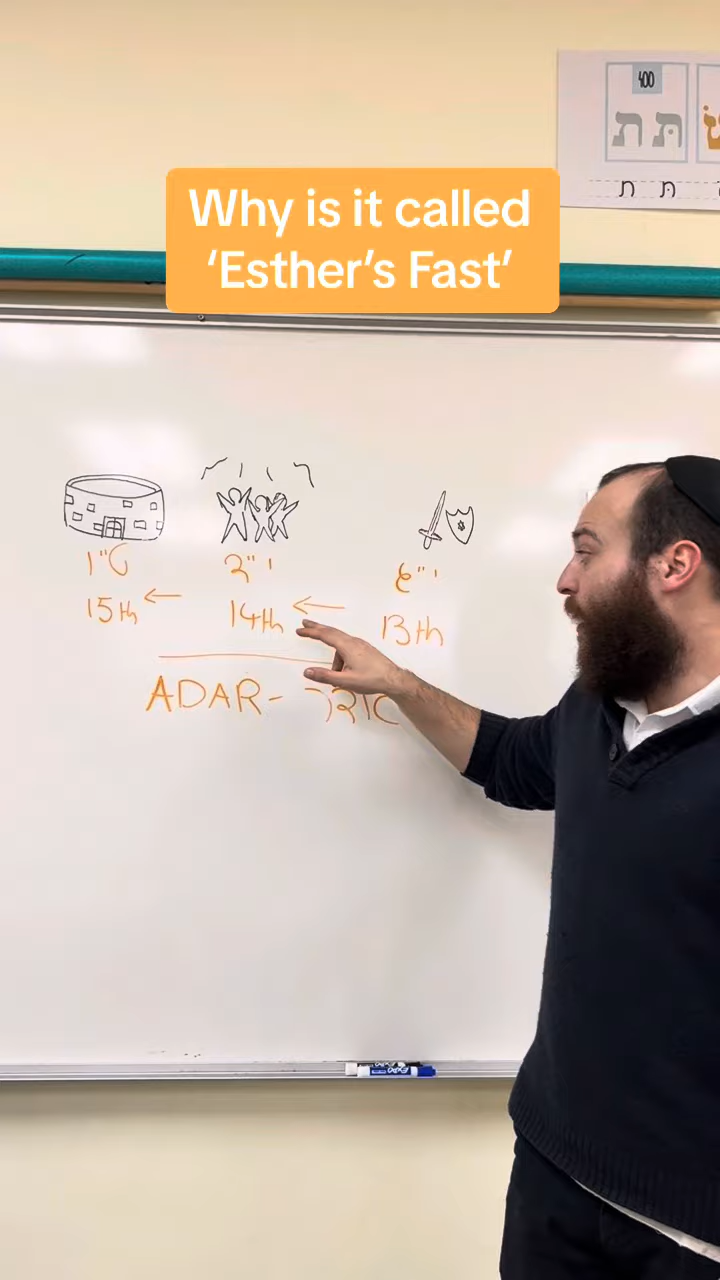 400
תּ ת
תּ ת
Why is it called
‘Esther’s Fast’
ט"ו
י"ד
י"ג
15th ← 14th ← 13th
ADAR - אדר